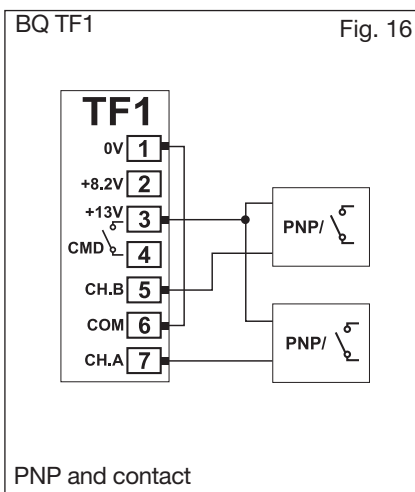 BQ TF1
Fig. 16
TF1
0V 1
+8.2V 2
+13V 3
CMD 4
CH.B 5
COM 6
CH.A 7
PNP/
PNP/
PNP and contact